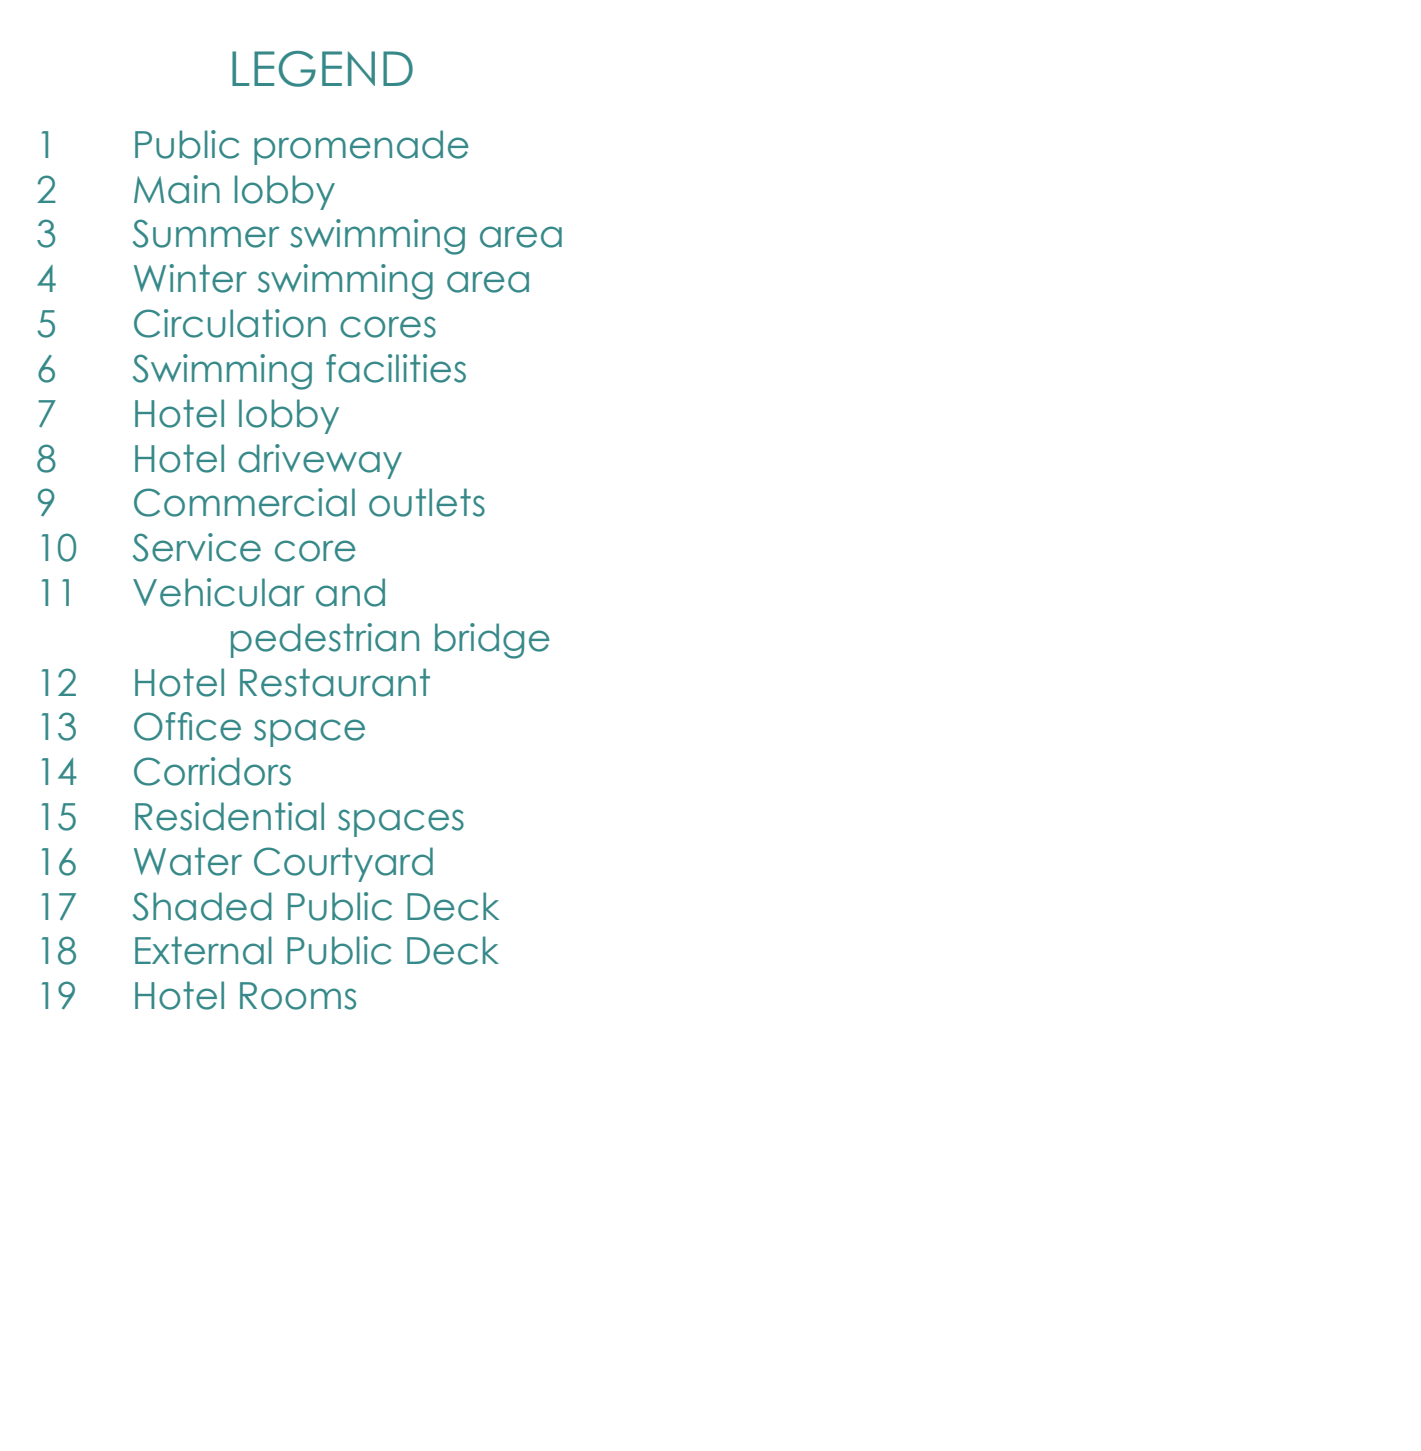 LEGEND
1 Public promenade
2 Main lobby
3 Summer swimming area
4 Winter swimming area
5 Circulation cores
6 Swimming facilities
7 Hotel lobby
8 Hotel driveway
9 Commercial outlets
10 Service core
11 Vehicular and
pedestrian bridge
12 Hotel Restaurant
13 Office space
14 Corridors
15 Residential spaces
16 Water Courtyard
17 Shaded Public Deck
18 External Public Deck
19 Hotel Rooms